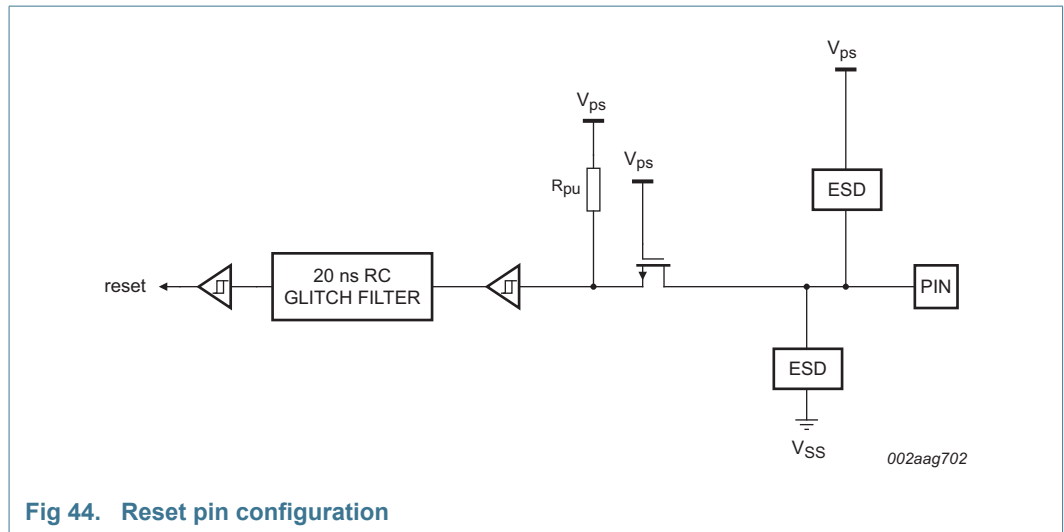 Vps
Vps
Vps
Rpu
ESD
reset
20 ns RC
GLITCH FILTER
PIN
ESD
VSS
002aag702
Fig 44. Reset pin configuration